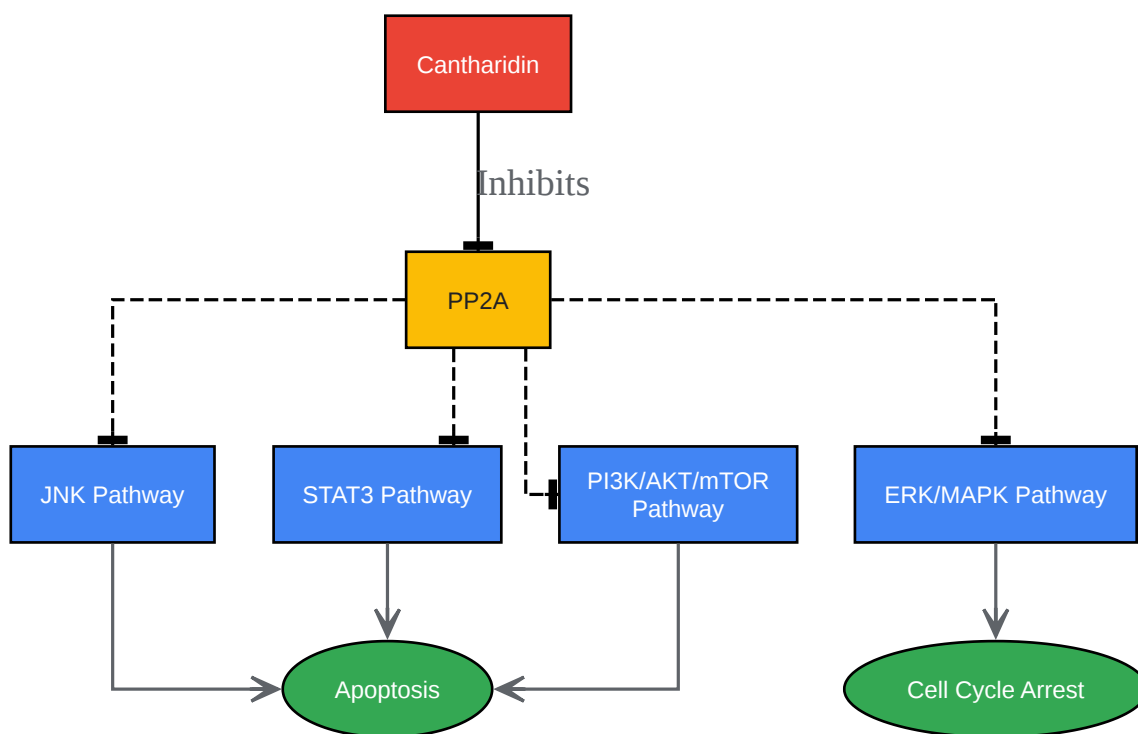 Cantharidin
Inhibits
PP2A
JNK Pathway
STAT3 Pathway
PI3K/AKT/mTOR
Pathway
ERK/MAPK Pathway
Apoptosis
Cell Cycle Arrest